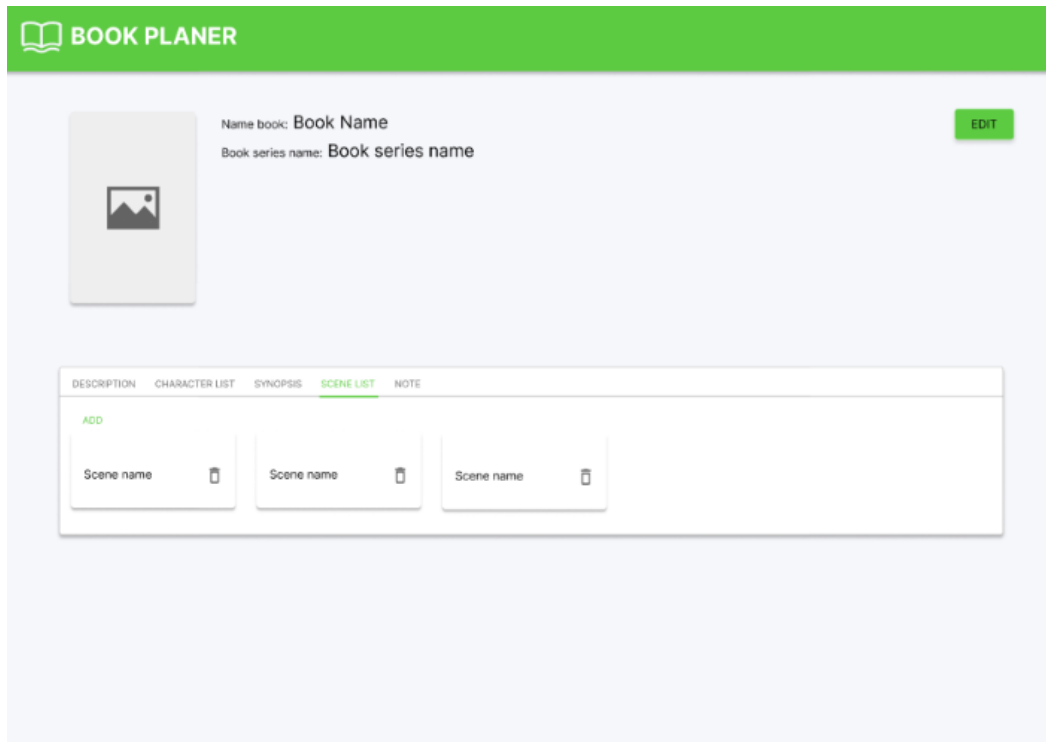 BOOK PLANER
Name book: Book Name
EDIT
Book series name: Book series name
DESCRIPTION CHARACTER LIST SYNOPSIS SCENE LIST NOTE
ADD
Scene name Scene name Scene name